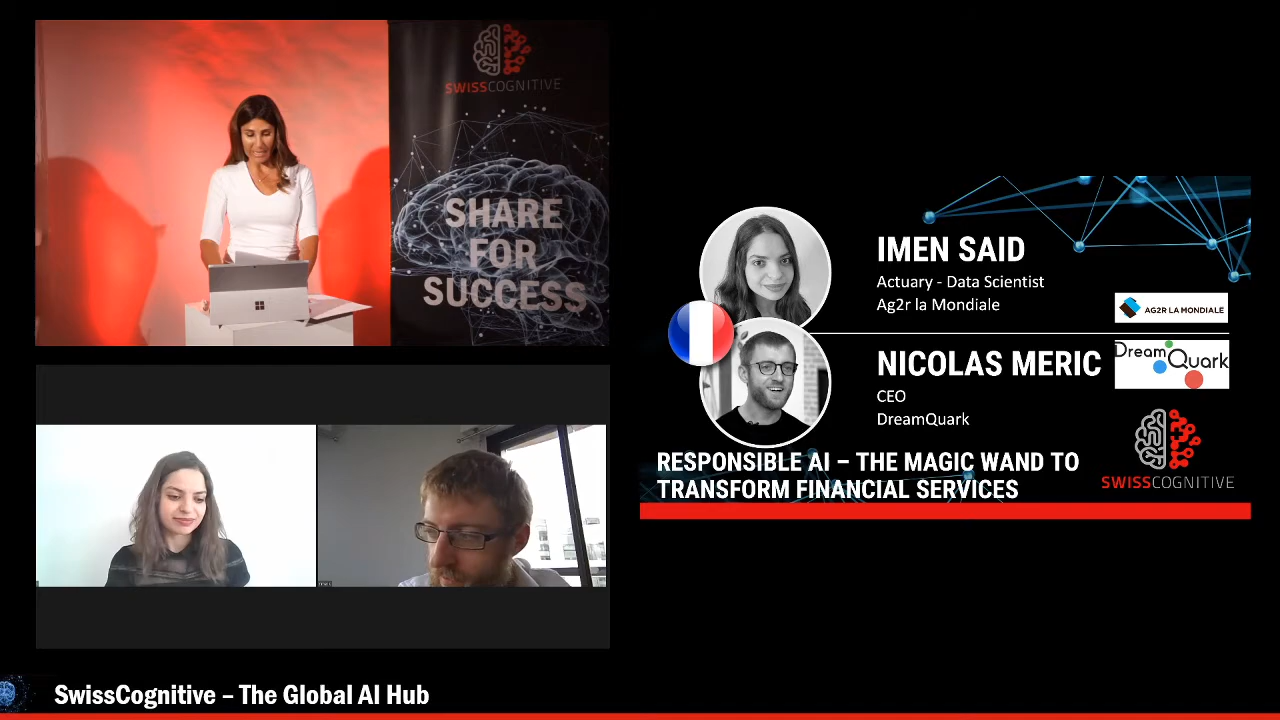 SWISSCOGNITIVE
SHARE
FOR
SUCCESS
IMEN SAID
Actuary - Data Scientist
Ag2r la Mondiale
AG2R LA MONDIALE
NICOLAS MERIC
CEO
DreamQuark
DreamQuark
RESPONSIBLE AI – THE MAGIC WAND TO
TRANSFORM FINANCIAL SERVICES
SWISSCOGNITIVE
SwissCognitive – The Global AI Hub